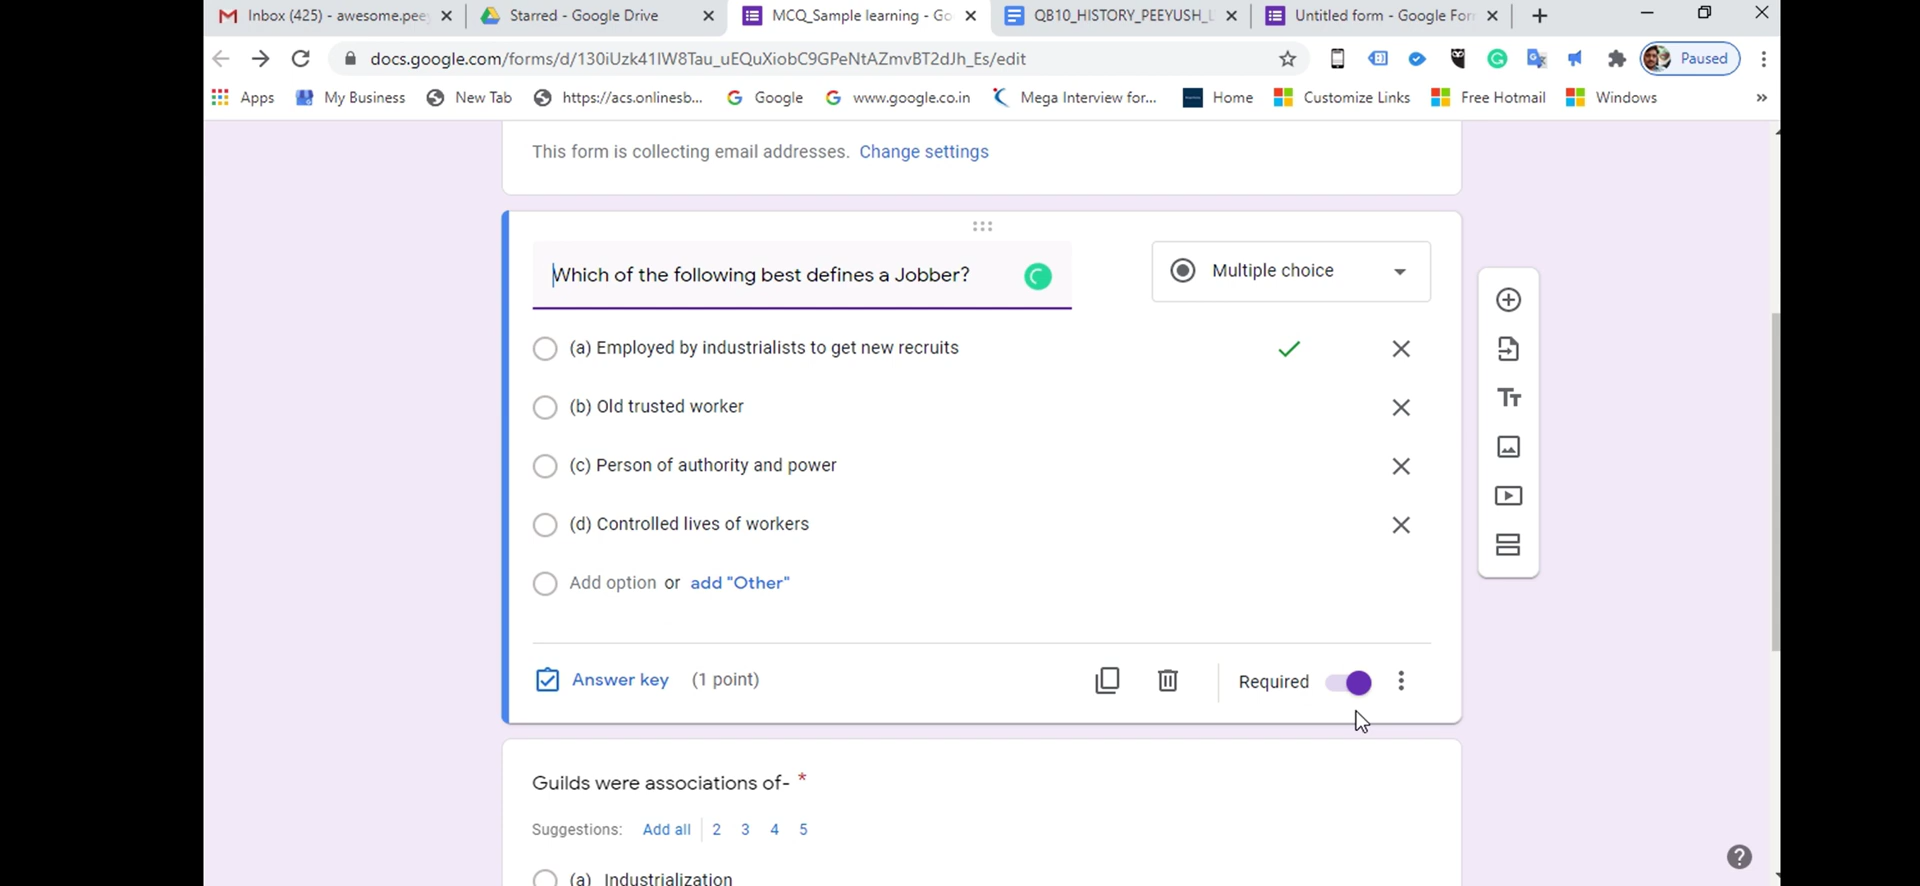 Inbox (425) - awesome.pee
Starred - Google Drive
MCQ_Sample learning - Go
QB10_HISTORY_PEEYUSH_
Untitled form - Google For
docs.google.com/forms/d/130iUzk41lW8Tau_uEQuXiobC9GPeNtAZmvBT2dJh_Es/edit
Paused
Apps
My Business
New Tab
https://acs.onlinesb...
Google
www.google.co.in
Mega Interview for...
Home
Customize Links
Free Hotmail
Windows
»
This form is collecting email addresses. Change settings
Which of the following best defines a Jobber?
Multiple choice
(a) Employed by industrialists to get new recruits
(b) Old trusted worker
(c) Person of authority and power
(d) Controlled lives of workers
Add option or add "Other"
Answer key (1 point)
Required
Guilds were associations of- *
Suggestions: Add all 2 3 4 5
(a) Industrialization